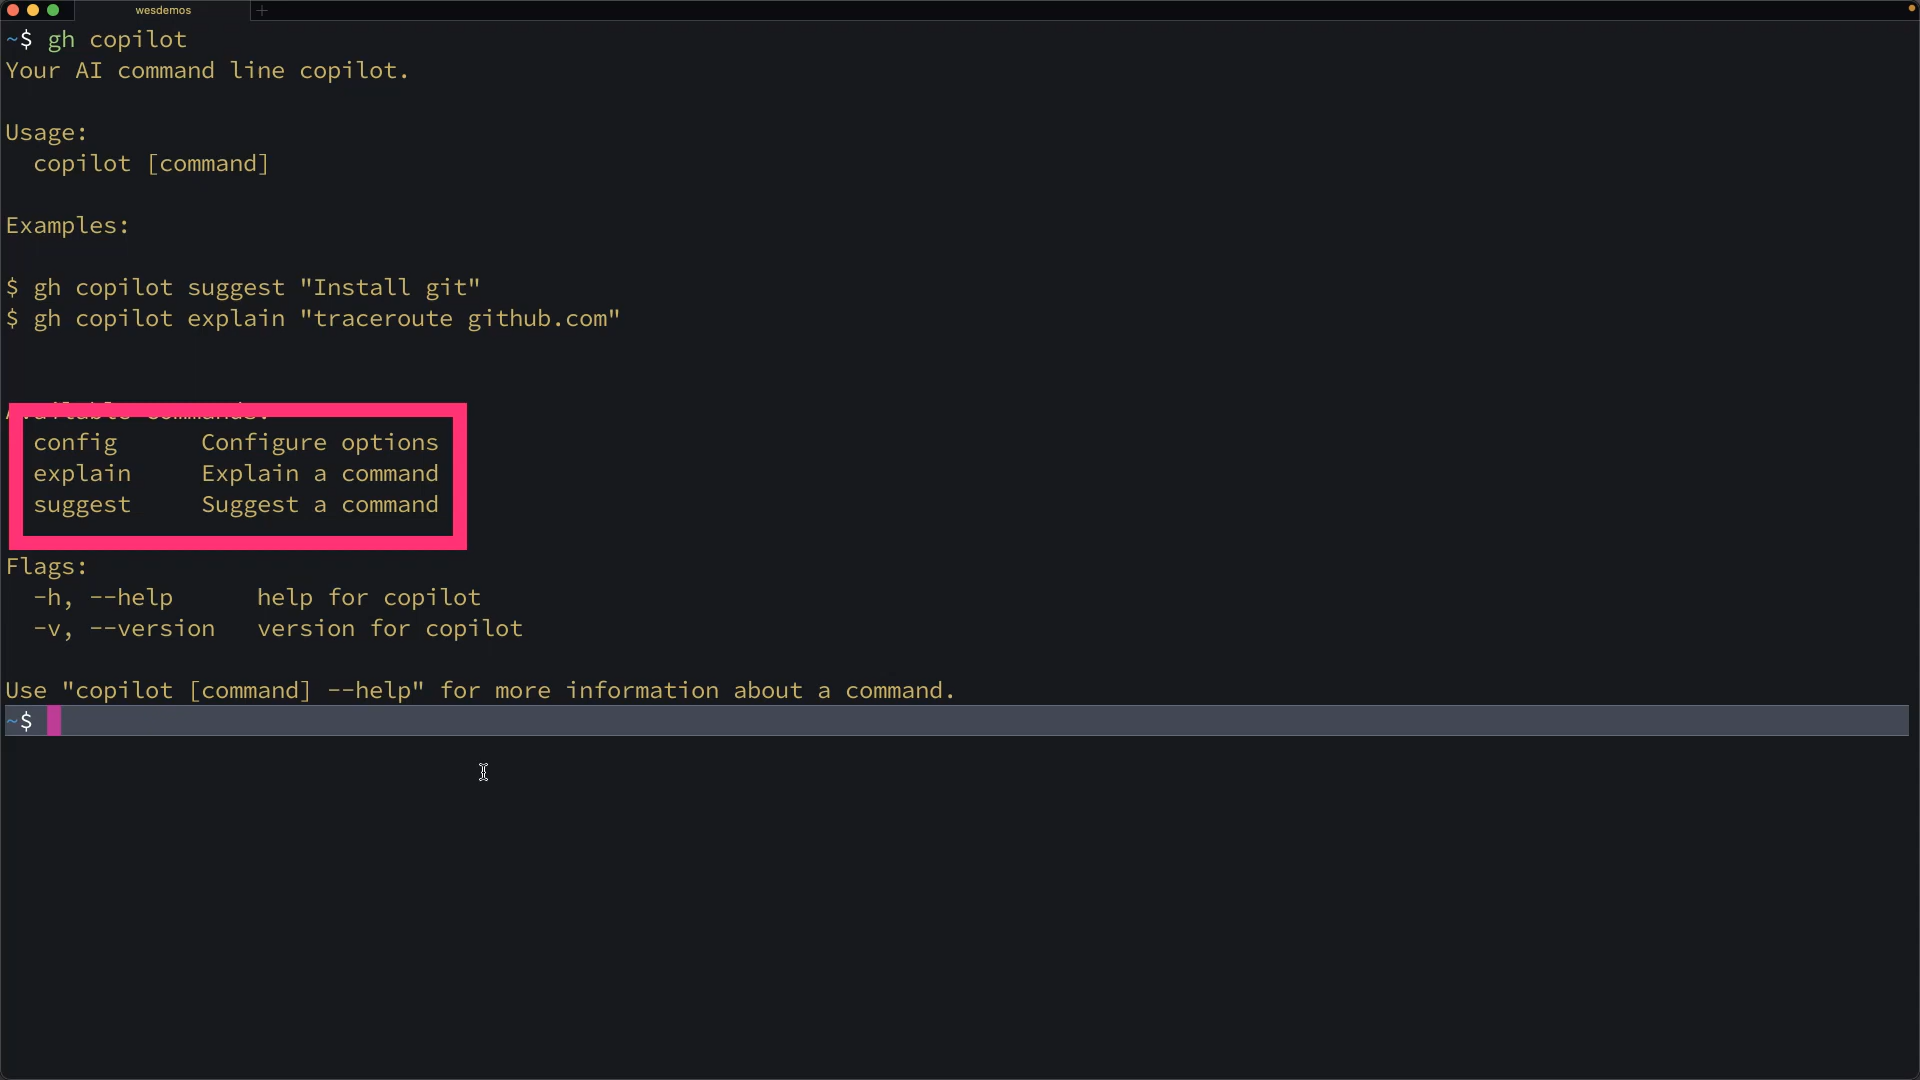 wesdemos
~$ gh copilot
Your AI command line copilot.
Usage:
copilot [command]
Examples:
$ gh copilot suggest "Install git"
$ gh copilot explain "traceroute github.com"
Available Commands:
config Configure options
explain Explain a command
suggest Suggest a command
Flags:
-h, --help help for copilot
-v, --version version for copilot
Use "copilot [command] --help" for more information about a command.
~$